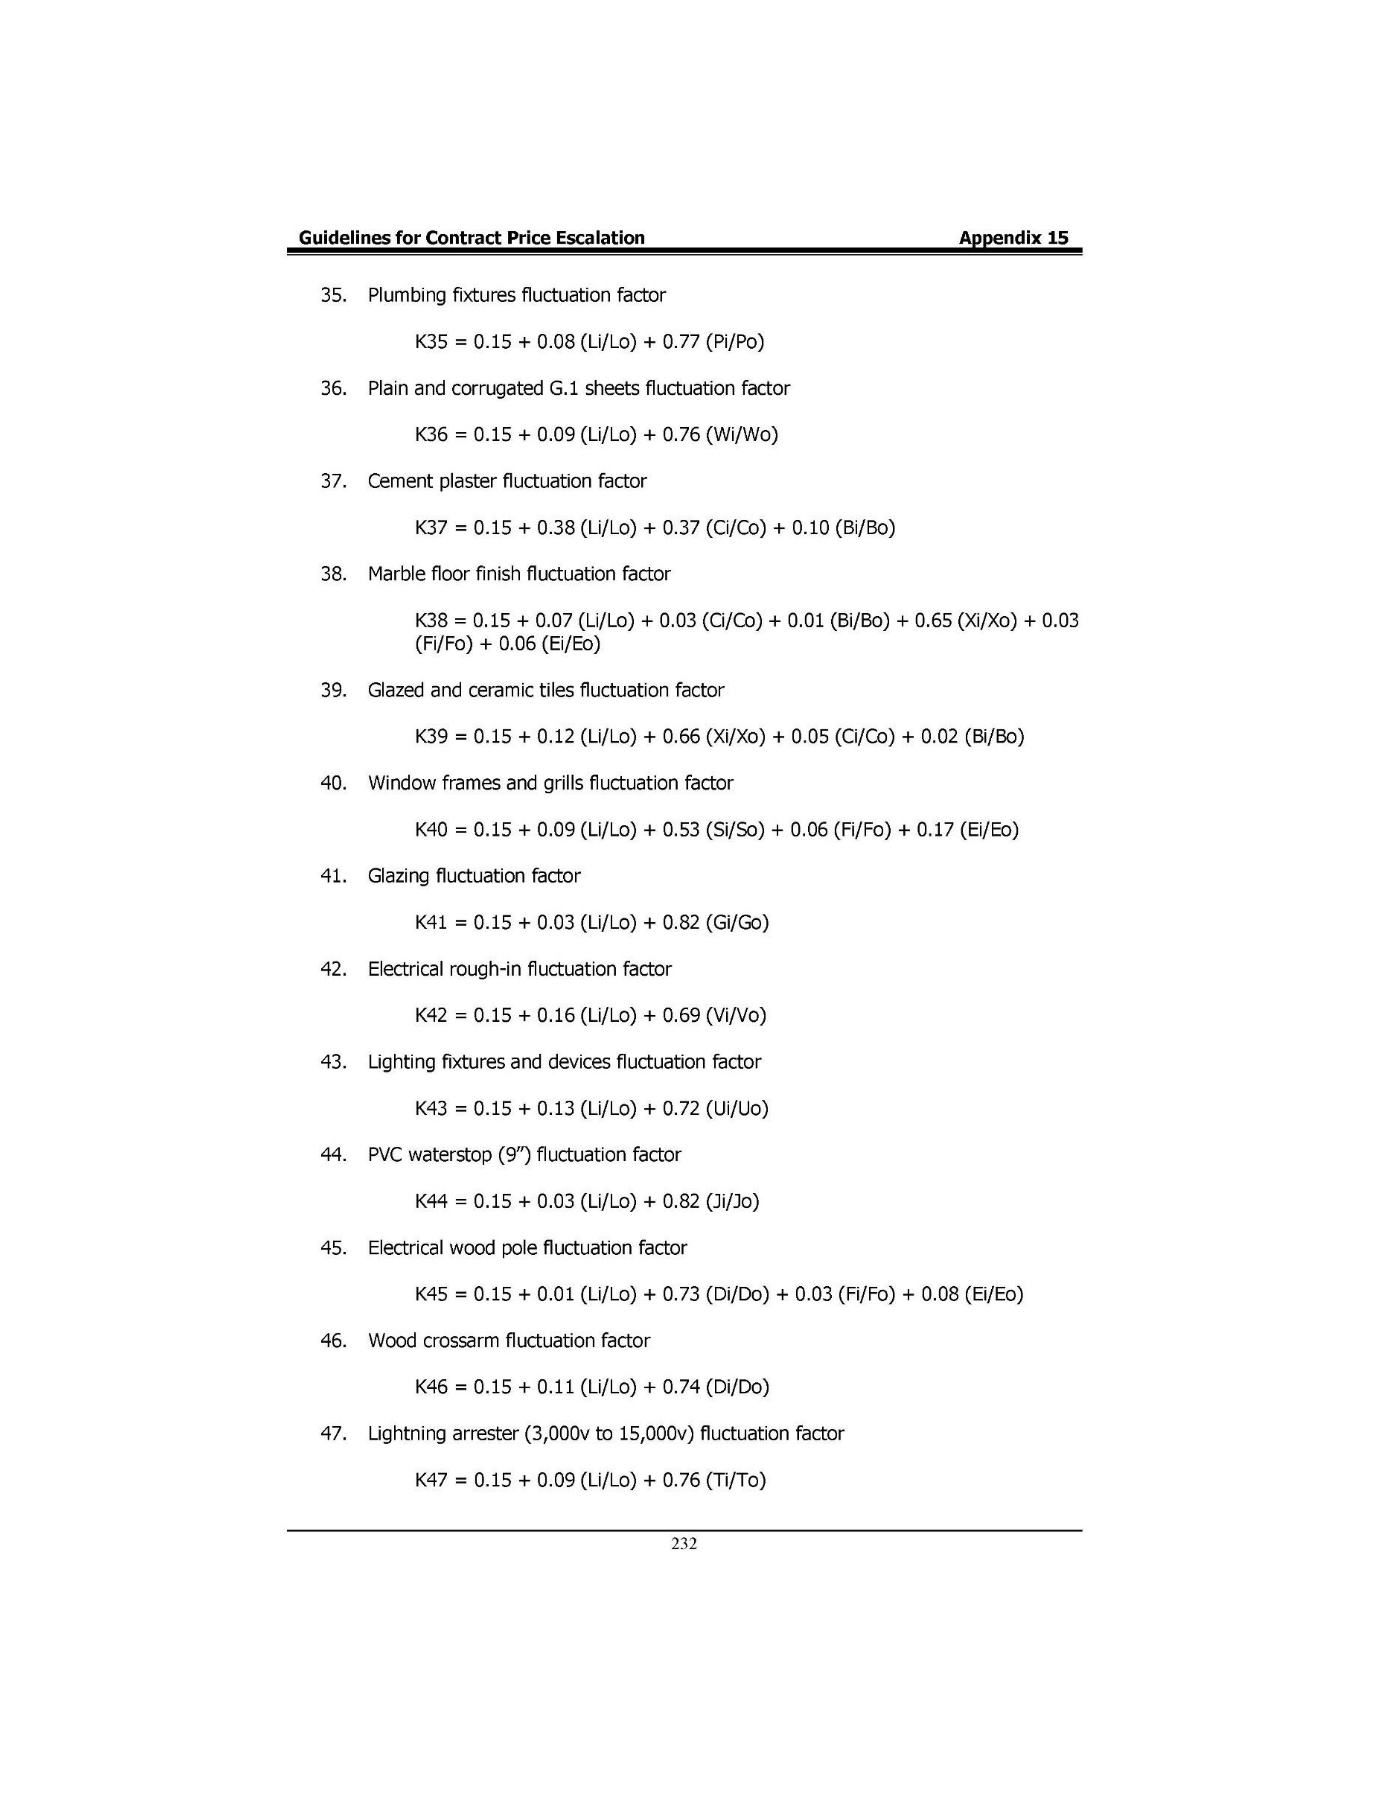 Guidelines for Contract Price Escalation Appendix 15
35. Plumbing fixtures fluctuation factor
K35 = 0.15 + 0.08 (Li/Lo) + 0.77 (Pi/Po)
36. Plain and corrugated G.1 sheets fluctuation factor
K36 = 0.15 + 0.09 (Li/Lo) + 0.76 (Wi/Wo)
37. Cement plaster fluctuation factor
K37 = 0.15 + 0.38 (Li/Lo) + 0.37 (Ci/Co) + 0.10 (Bi/Bo)
38. Marble floor finish fluctuation factor
K38 = 0.15 + 0.07 (Li/Lo) + 0.03 (Ci/Co) + 0.01 (Bi/Bo) + 0.65 (Xi/Xo) + 0.03
(Fi/Fo) + 0.06 (Ei/Eo)
39. Glazed and ceramic tiles fluctuation factor
K39 = 0.15 + 0.12 (Li/Lo) + 0.66 (Xi/Xo) + 0.05 (Ci/Co) + 0.02 (Bi/Bo)
40. Window frames and grills fluctuation factor
K40 = 0.15 + 0.09 (Li/Lo) + 0.53 (Si/So) + 0.06 (Fi/Fo) + 0.17 (Ei/Eo)
41. Glazing fluctuation factor
K41 = 0.15 + 0.03 (Li/Lo) + 0.82 (Gi/Go)
42. Electrical rough-in fluctuation factor
K42 = 0.15 + 0.16 (Li/Lo) + 0.69 (Vi/Vo)
43. Lighting fixtures and devices fluctuation factor
K43 = 0.15 + 0.13 (Li/Lo) + 0.72 (Ui/Uo)
44. PVC waterstop (9”) fluctuation factor
K44 = 0.15 + 0.03 (Li/Lo) + 0.82 (Ji/Jo)
45. Electrical wood pole fluctuation factor
K45 = 0.15 + 0.01 (Li/Lo) + 0.73 (Di/Do) + 0.03 (Fi/Fo) + 0.08 (Ei/Eo)
46. Wood crossarm fluctuation factor
K46 = 0.15 + 0.11 (Li/Lo) + 0.74 (Di/Do)
47. Lightning arrester (3,000v to 15,000v) fluctuation factor
K47 = 0.15 + 0.09 (Li/Lo) + 0.76 (Ti/To)
232